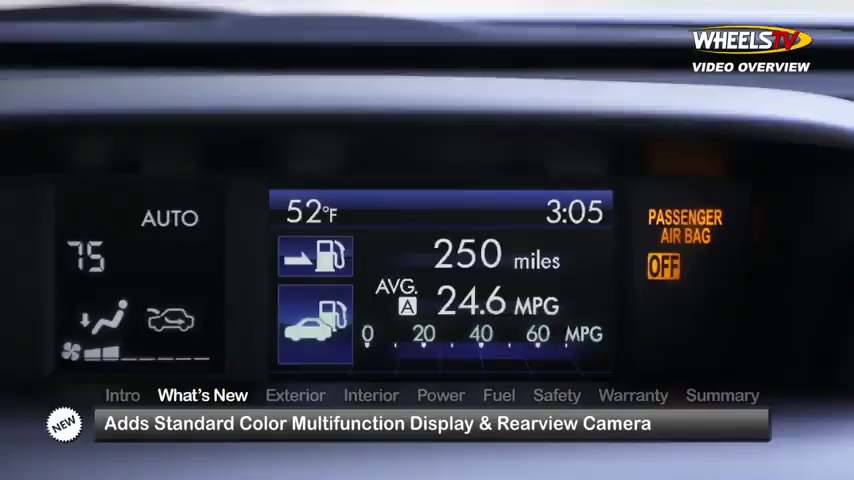 WHEELSTV
VIDEO OVERVIEW
AUTO
75
52°F
3:05
250 miles
AVG.
A
24.6 MPG
0 20 40 60 MPG
PASSENGER
AIR BAG
OFF
Intro What's New Exterior Interior Power Fuel Safety Warranty Summary
NEW
Adds Standard Color Multifunction Display & Rearview Camera